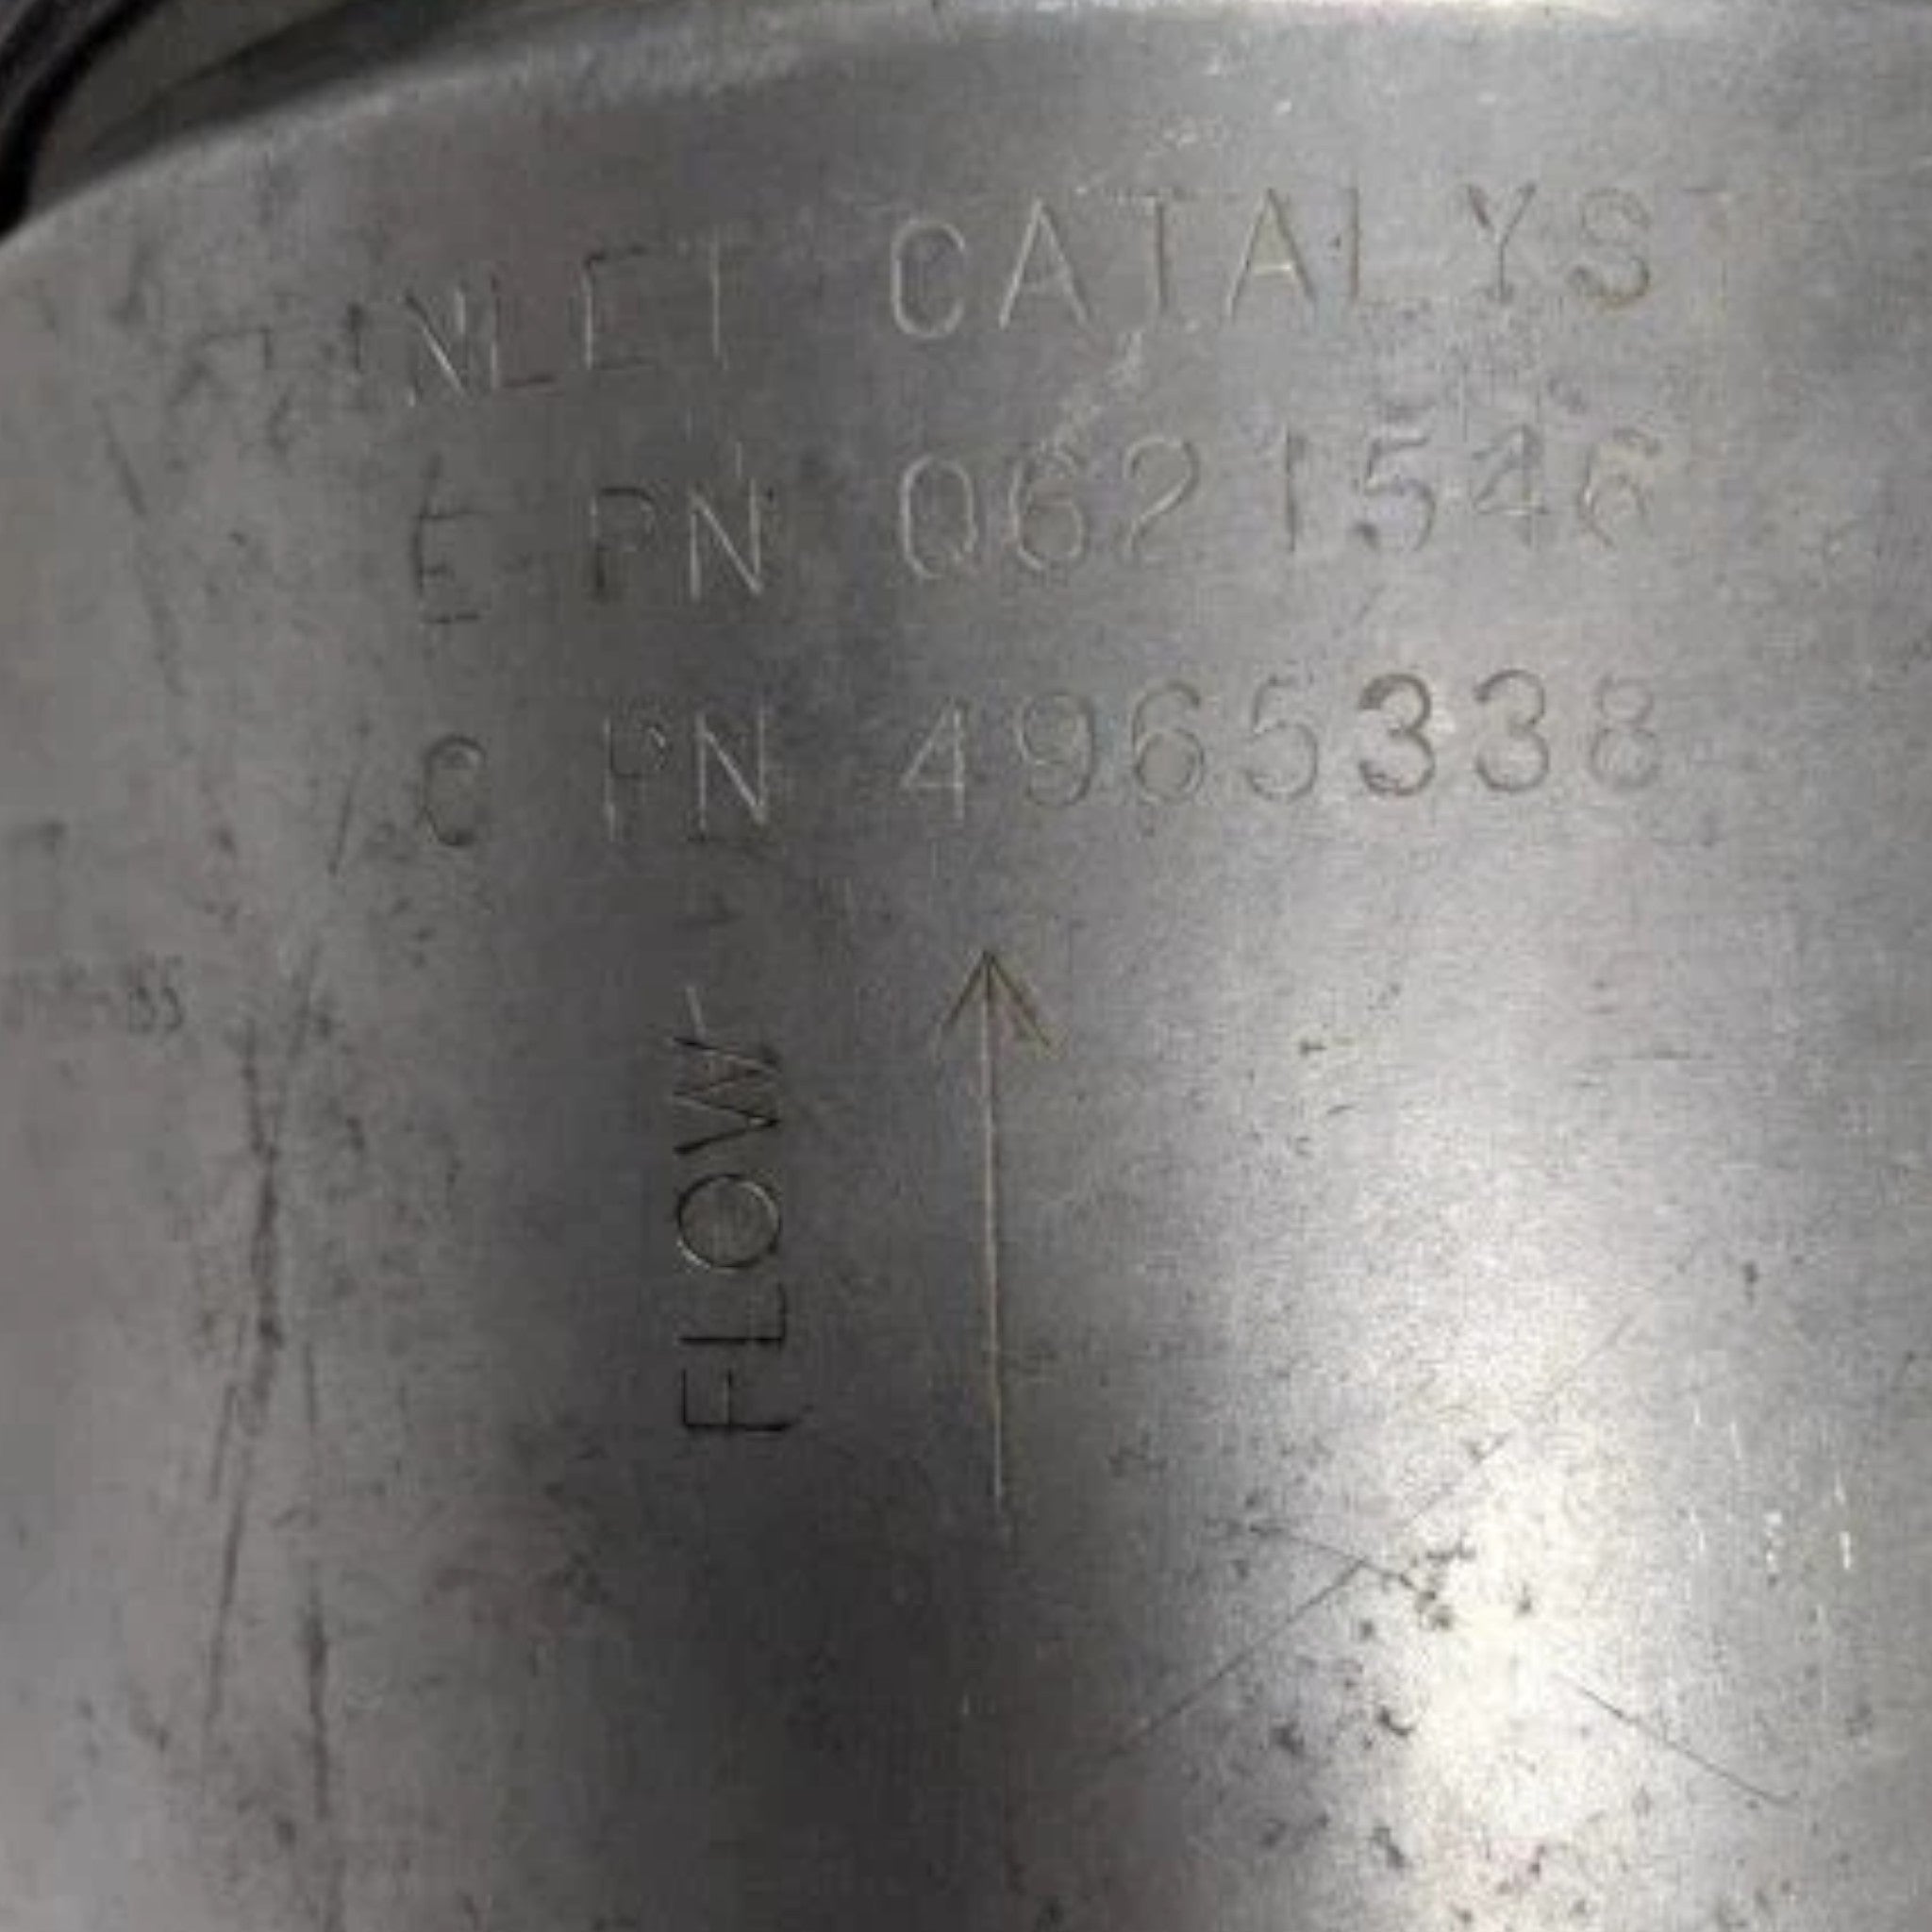 INLET CATALYST
E PN Q621546
C PN 4965338
FLOW